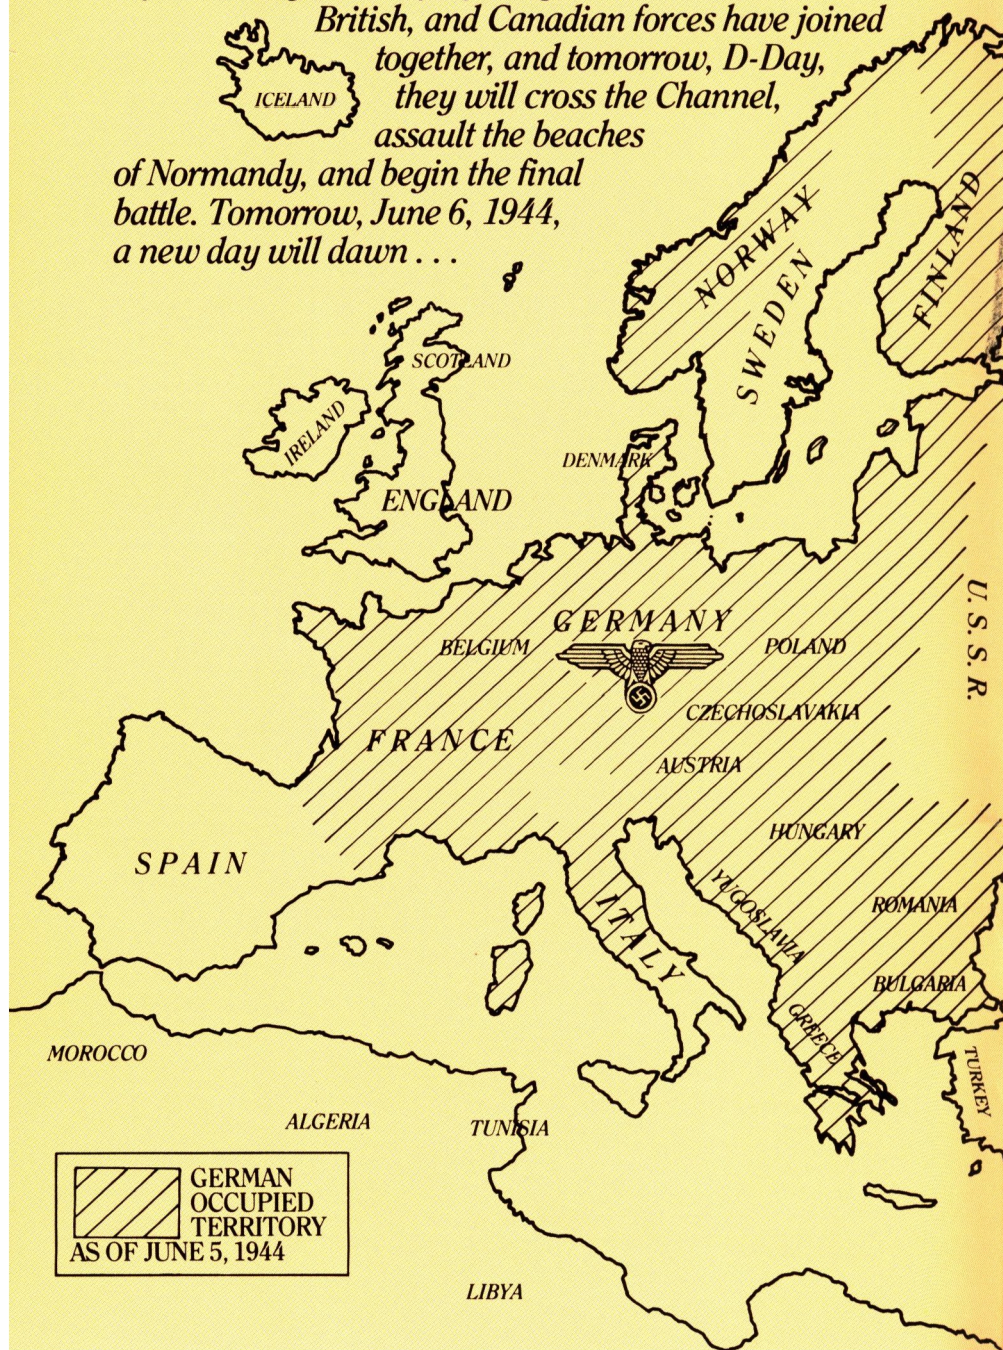 British, and Canadian forces have joined
together, and tomorrow, D-Day,
they will cross the Channel,
assault the beaches
of Normandy, and begin the final
battle. Tomorrow, June 6, 1944,
a new day will dawn . . .
ICELAND
NORWAY
SWEDEN
FINLAND
SCOTLAND
IRELAND
DENMARK
ENGLAND
U.S.S.R.
GERMANY
BELGIUM
POLAND
CZECHOSLAVAKIA
FRANCE
AUSTRIA
HUNGARY
SPAIN
YUGOSLAVIA
ITALY
ROMANIA
BULGARIA
GREECE
TURKEY
MOROCCO
ALGERIA
TUNISIA
GERMAN
OCCUPIED
TERRITORY
AS OF JUNE 5, 1944
LIBYA